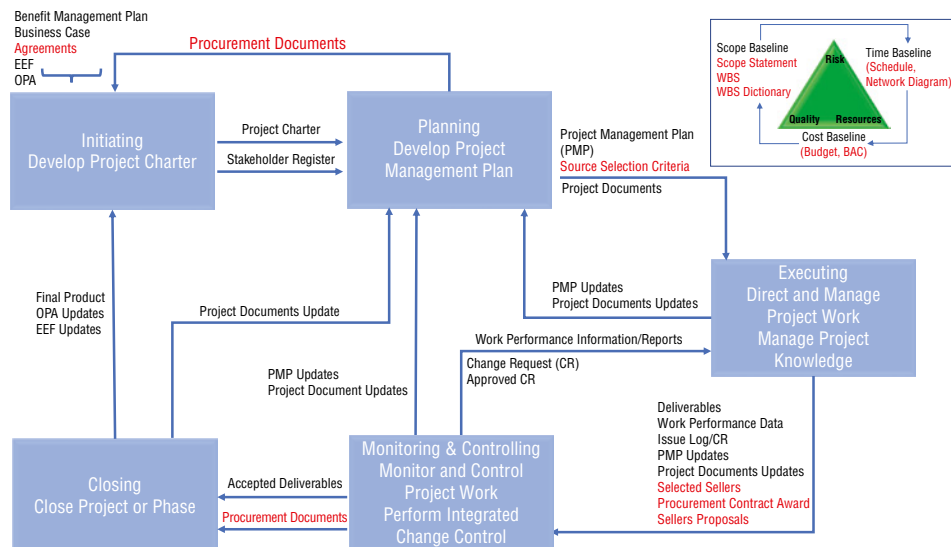 Benefit Management Plan
Business Case
Agreements
EEF
OPA
Procurement Documents
Initiating
Develop Project Charter
Project Charter
Stakeholder Register
Planning
Develop Project
Management Plan
Project Management Plan
(PMP)
Source Selection Criteria
Project Documents
Scope Baseline
Scope Statement
WBS
WBS Dictionary
Risk
Quality
Resources
Time Baseline
(Schedule,
Network Diagram)
Cost Baseline
(Budget, BAC)
Executing
Direct and Manage
Project Work
Manage Project
Knowledge
PMP Updates
Project Documents Updates
Final Product
OPA Updates
EEF Updates
Project Documents Update
PMP Updates
Project Document Updates
Work Performance Information/Reports
Change Request (CR)
Approved CR
Deliverables
Work Performance Data
Issue Log/CR
PMP Updates
Project Documents Updates
Selected Sellers
Procurement Contract Award
Sellers Proposals
Closing
Close Project or Phase
Accepted Deliverables
Procurement Documents
Monitoring & Controlling
Monitor and Control
Project Work
Perform Integrated
Change Control